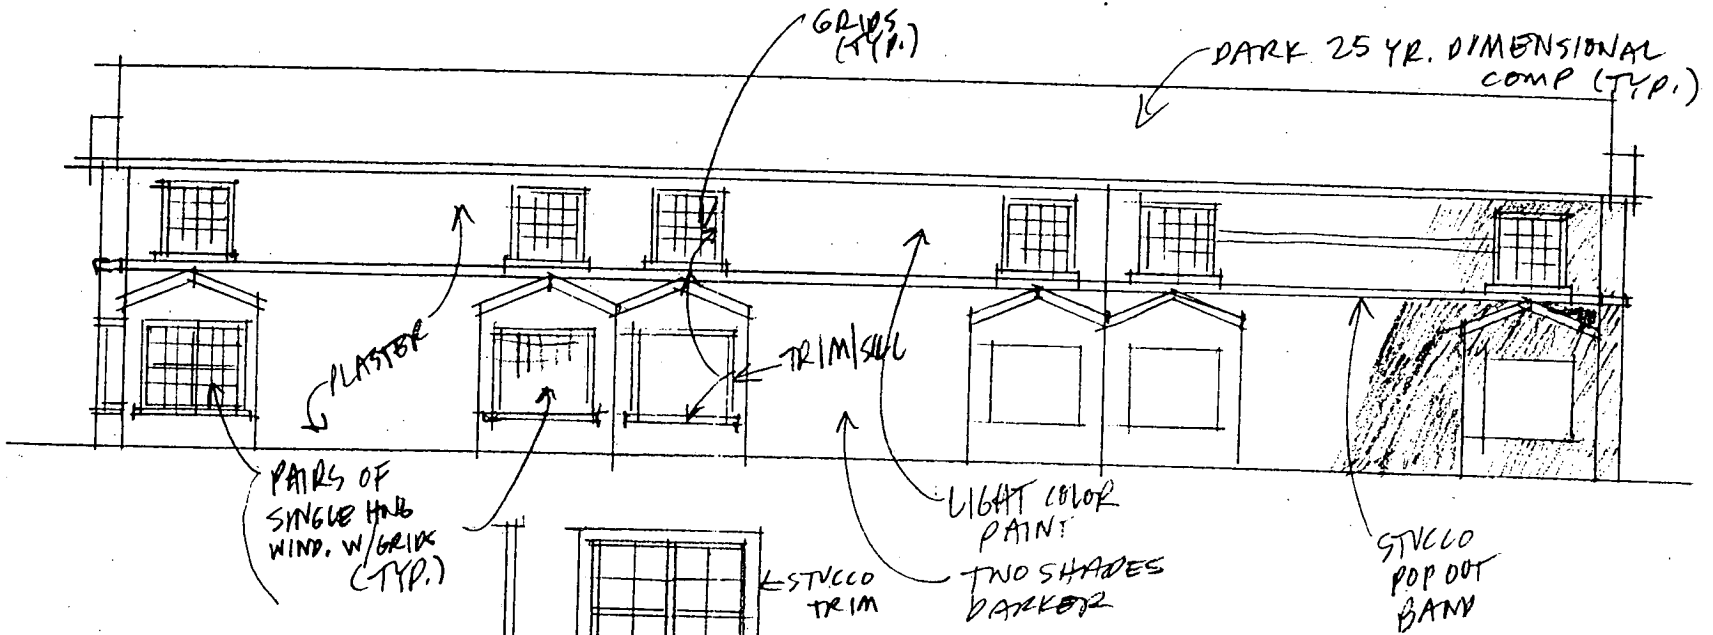 GRIDS
(TYP.)
DARK 25 YR. DIMENSIONAL
COMP (TYP.)
PLASTER
TRIM/SILL
PAIRS OF
SINGLE HNG
WIND. W/GRIDS
(TYP.)
LIGHT COLOR
PAINT
TWO SHADES
DARKER
STUCCO
TRIM
STUCCO
POP OUT
BAND